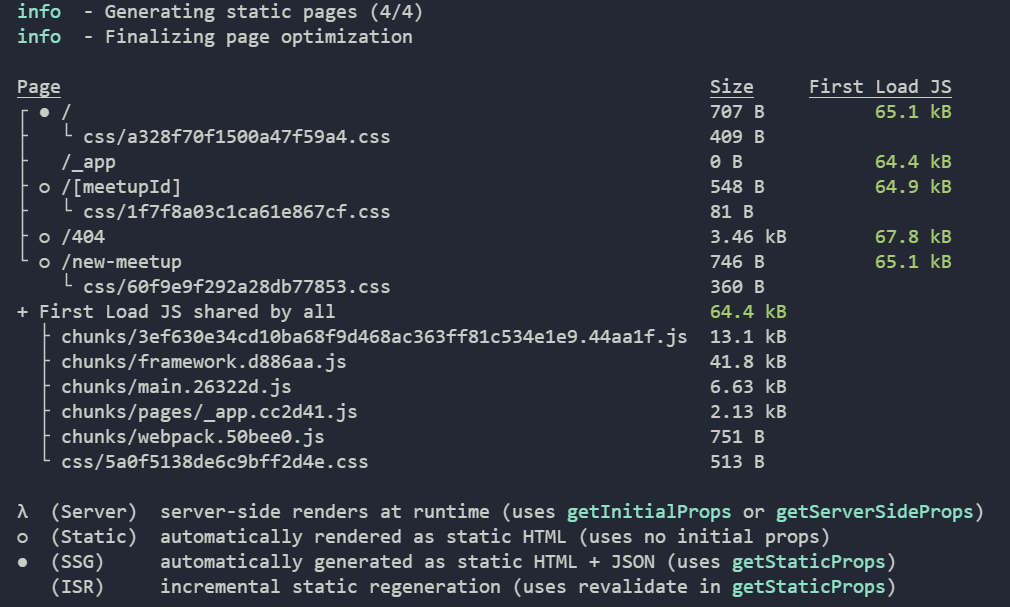 info  - Generating static pages (4/4)
info  - Finalizing page optimization
Page                                                           Size     First Load JS
┌ ● /                                                          707 B          65.1 kB
├   └ css/a328f70f1500a47f59a4.css                             409 B
├   /_app                                                      0 B            64.4 kB
├ ○ /[meetupId]                                                548 B          64.9 kB
├   └ css/1f7f8a03c1ca61e867cf.css                             81 B
├ ○ /404                                                       3.46 kB        67.8 kB
└ ○ /new-meetup                                                746 B          65.1 kB
    └ css/60f9e9f292a28db77853.css                             360 B
+ First Load JS shared by all                                  64.4 kB
  ├ chunks/3ef630e34cd10ba68f9d468ac363ff81c534e1e9.44aa1f.js  13.1 kB
  ├ chunks/framework.d886aa.js                                 41.8 kB
  ├ chunks/main.26322d.js                                      6.63 kB
  ├ chunks/pages/_app.cc2d41.js                                2.13 kB
  ├ chunks/webpack.50bee0.js                                   751 B
  └ css/5a0f5138de6c9bff2d4e.css                               513 B
λ  (Server)  server-side renders at runtime (uses getInitialProps or getServerSideProps)
○  (Static)  automatically rendered as static HTML (uses no initial props)
●  (SSG)     automatically generated as static HTML + JSON (uses getStaticProps)
   (ISR)     incremental static regeneration (uses revalidate in getStaticProps)